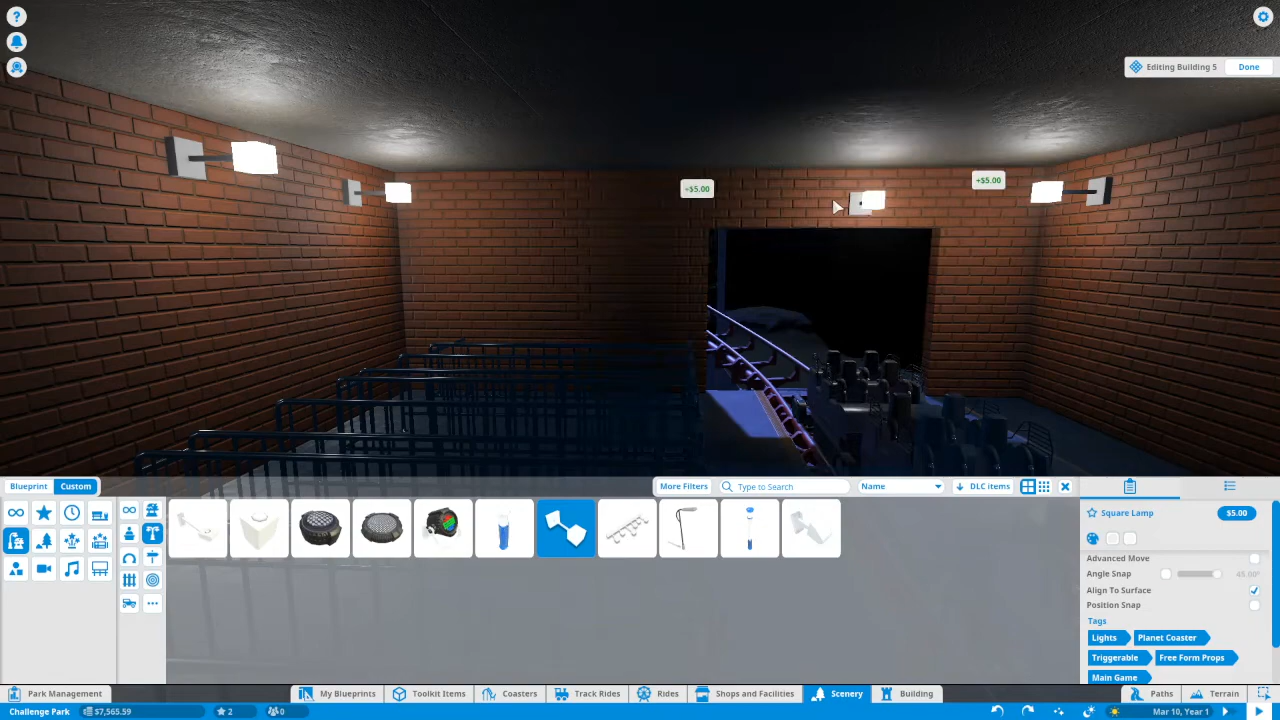 ?
Editing Building 5 Done
+$5.00
+$5.00
Blueprint Custom More Filters Type to Search Name DLC items
Square Lamp $5.00
Advanced Move
Angle Snap 45.00°
Align To Surface
Position Snap
Tags
Lights Planet Coaster
Triggerable Free Form Props
Main Game
Park Management My Blueprints Toolkit Items Coasters Track Rides Rides Shops and Facilities Scenery Building Paths Terrain
Challenge Park $7,565.59 2 0 Mar 10, Year 1